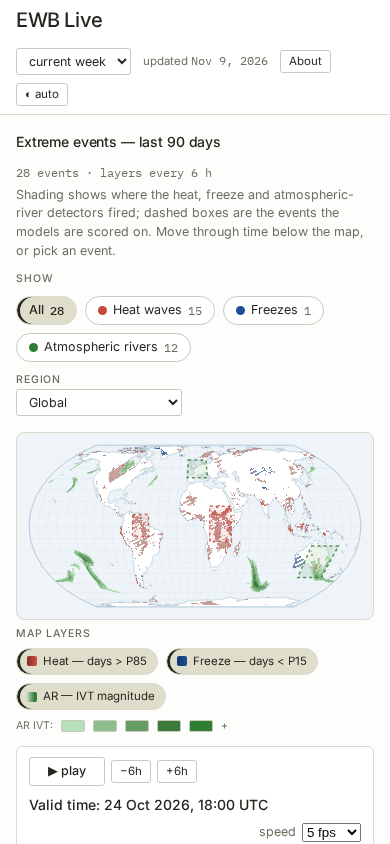 EWB Live
current week updated Nov 9, 2026 About
◐ auto
Extreme events — last 90 days
28 events · layers every 6 h
Shading shows where the heat, freeze and atmospheric-
river detectors fired; dashed boxes are the events the
models are scored on. Move through time below the map,
or pick an event.
SHOW
All 28 Heat waves 15 Freezes 1
Atmospheric rivers 12
REGION
Global
MAP LAYERS
Heat — days > P85 Freeze — days < P15
AR — IVT magnitude
AR IVT: +
▶ play −6h +6h
Valid time: 24 Oct 2026, 18:00 UTC
speed 5 fps